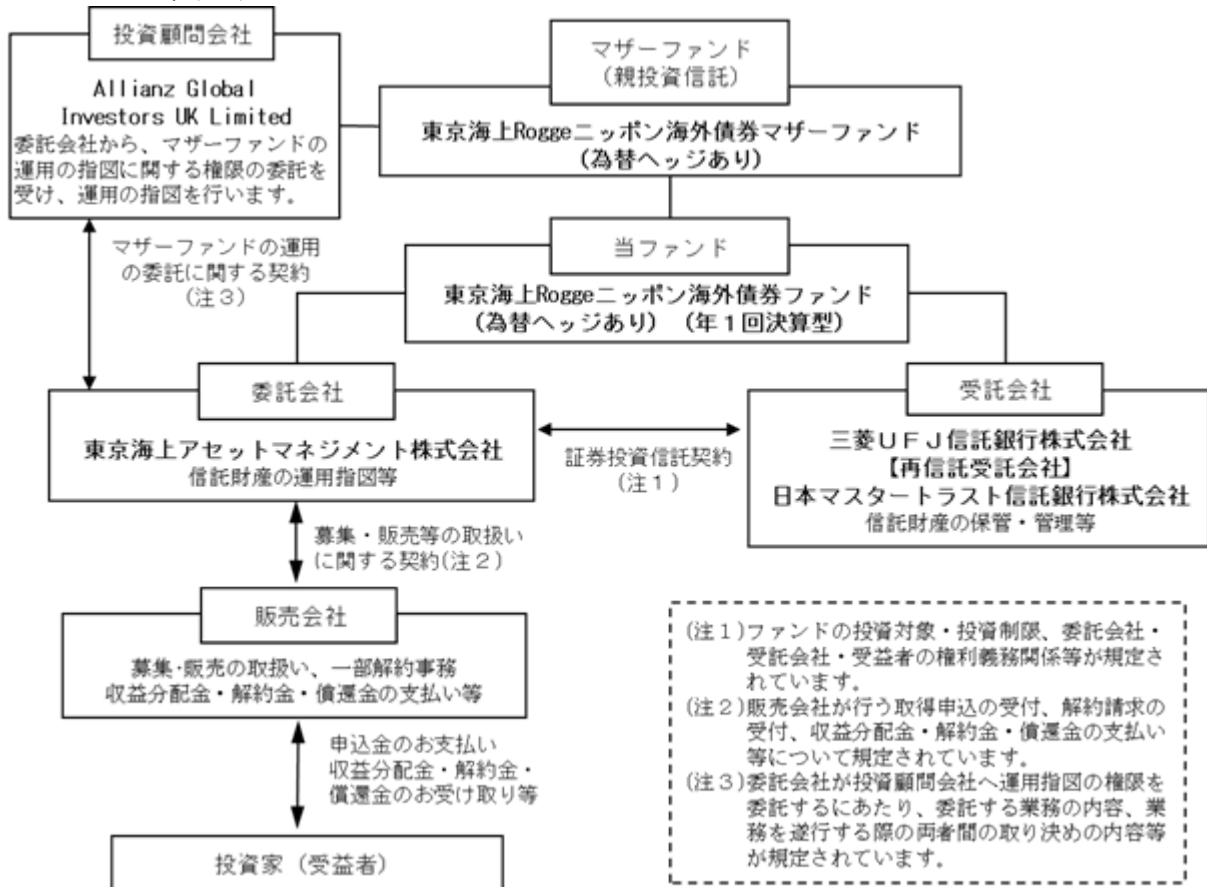 投資顧問会社
Allianz Global
Investors UK Limited
委託会社から、マザーファンドの
運用の指図に関する権限の委託を
受け、運用の指図を行います。
マザーファンド
(親投資信託)
東京海上Roggeニッポン海外債券マザーファンド
(為替ヘッジあり)
当ファンド
東京海上Roggeニッポン海外債券ファンド
(為替ヘッジあり) (年1回決算型)
マザーファンドの運用
の委託に関する契約
(注3)
委託会社
東京海上アセットマネジメント株式会社
信託財産の運用指図等
証券投資信託契約
(注1)
受託会社
三菱UFJ信託銀行株式会社
【再信託受託会社】
日本マスタートラスト信託銀行株式会社
信託財産の保管・管理等
募集・販売等の取扱い
に関する契約(注2)
販売会社
募集・販売の取扱い、一部解約事務
収益分配金・解約金・償還金の支払い等
申込金のお支払い
収益分配金・解約金・
償還金のお受け取り等
投資家(受益者)
(注1)ファンドの投資対象・投資制限、委託会社・
受託会社・受益者の権利義務関係等が規定さ
れています。
(注2)販売会社が行う取得申込の受付、解約請求の
受付、収益分配金・解約金・償還金の支払い
等について規定されています。
(注3)委託会社が投資顧問会社へ運用指図の権限を
委託するにあたり、委託する業務の内容、業
務を遂行する際の両者間の取り決めの内容等
が規定されています。